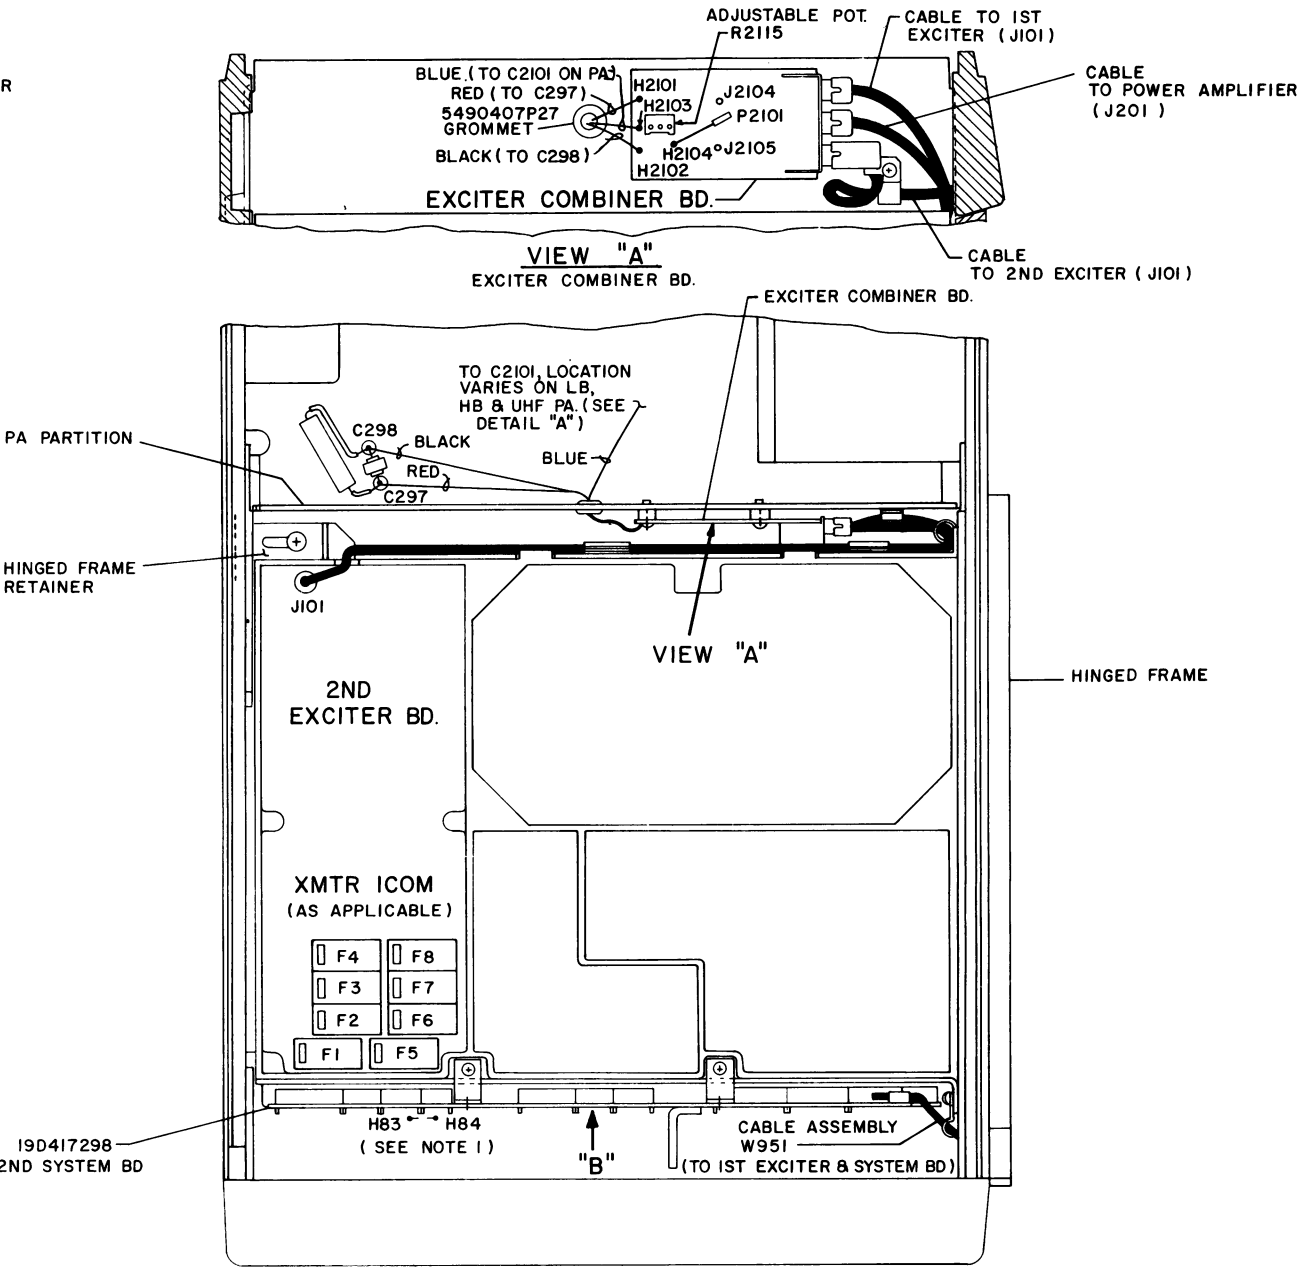 ADJUSTABLE POT.
R2115
CABLE TO 1ST
EXCITER (J101)
R
BLUE (TO C2101 ON PA)
RED (TO C297)
5490407P27
GROMMET
BLACK (TO C298)
H2101
H2103
J2104
P2101
H2104
J2105
H2102
CABLE
TO POWER AMPLIFIER
(J201)
EXCITER COMBINER BD.
VIEW "A"
EXCITER COMBINER BD.
CABLE
TO 2ND EXCITER (J101)
EXCITER COMBINER BD.
TO C2101, LOCATION
VARIES ON LB,
HB & UHF PA. (SEE
DETAIL "A")
PA PARTITION
C298
BLACK
BLUE
RED
C297
HINGED FRAME
RETAINER
J101
VIEW "A"
HINGED FRAME
2ND
EXCITER BD.
XMTR ICOM
(AS APPLICABLE)
F4 F8
F3 F7
F2 F6
F1 F5
19D417298
2ND SYSTEM BD
H83 H84
(SEE NOTE 1)
"B"
CABLE ASSEMBLY
W951
(TO 1ST EXCITER & SYSTEM BD)